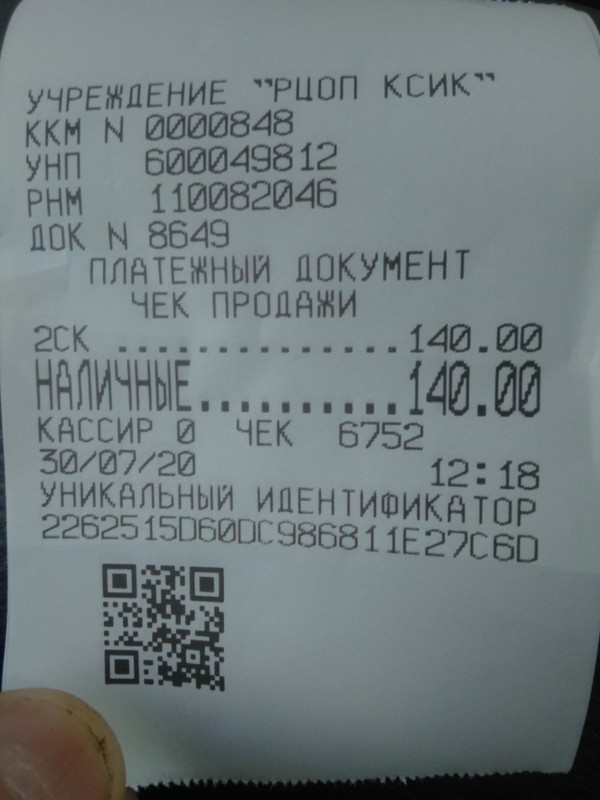 УЧРЕЖДЕНИЕ "РЦОП КСИК"
ККМ N 0000848
УНП 600049812
РНМ 110082046
ДОК N 8649
ПЛАТЕЖНЫЙ ДОКУМЕНТ
ЧЕК ПРОДАЖИ
2СК ...............140.00
НАЛИЧНЫЕ..........140.00
КАССИР 0 ЧЕК 6752
30/07/20 12:18
УНИКАЛЬНЫЙ ИДЕНТИФИКАТОР
2262515D60DC986811E27C6D